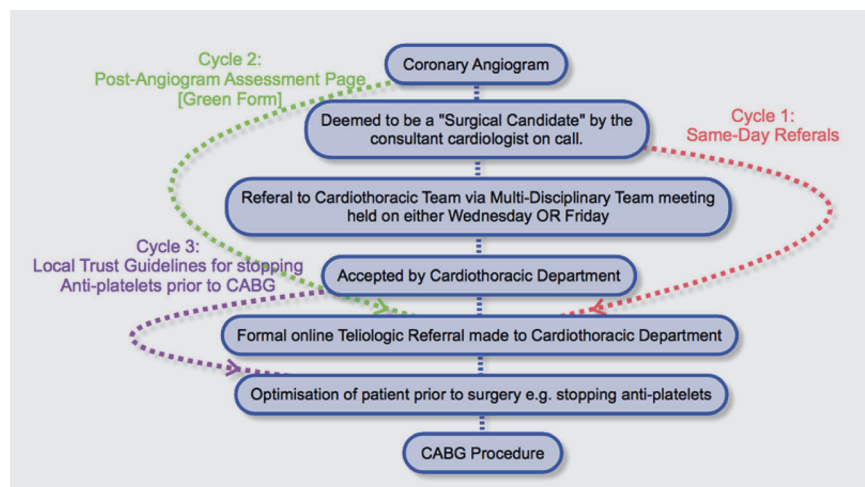 Cycle 2:
Post-Angiogram Assessment Page
[Green Form]
Coronary Angiogram
Deemed to be a "Surgical Candidate" by the
consultant cardiologist on call.
Cycle 1:
Same-Day Referrals
Referal to Cardiothoracic Team via Multi-Disciplinary Team meeting
held on either Wednesday OR Friday
Cycle 3:
Local Trust Guidelines for stopping
Anti-platelets prior to CABG
Accepted by Cardiothoracic Department
Formal online Teliologic Referral made to Cardiothoracic Department
Optimisation of patient prior to surgery e.g. stopping anti-platelets
CABG Procedure